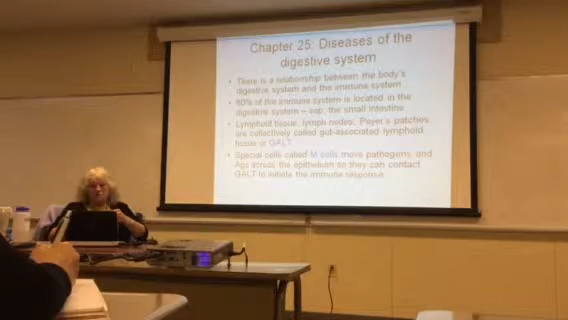 Chapter 25: Diseases of the
digestive system
• There is a relationship between the body's
digestive system and the immune system
• 80% of the immune system is located in the
digestive system – esp. the small intestine
• Lymphoid tissue, lymph nodes, Peyer's patches
are collectively called gut-associated lymphoid
tissue or GALT
• Special cells called M cells move pathogens, and
Ags across the epithelium so they can contact
GALT to initiate the immune response